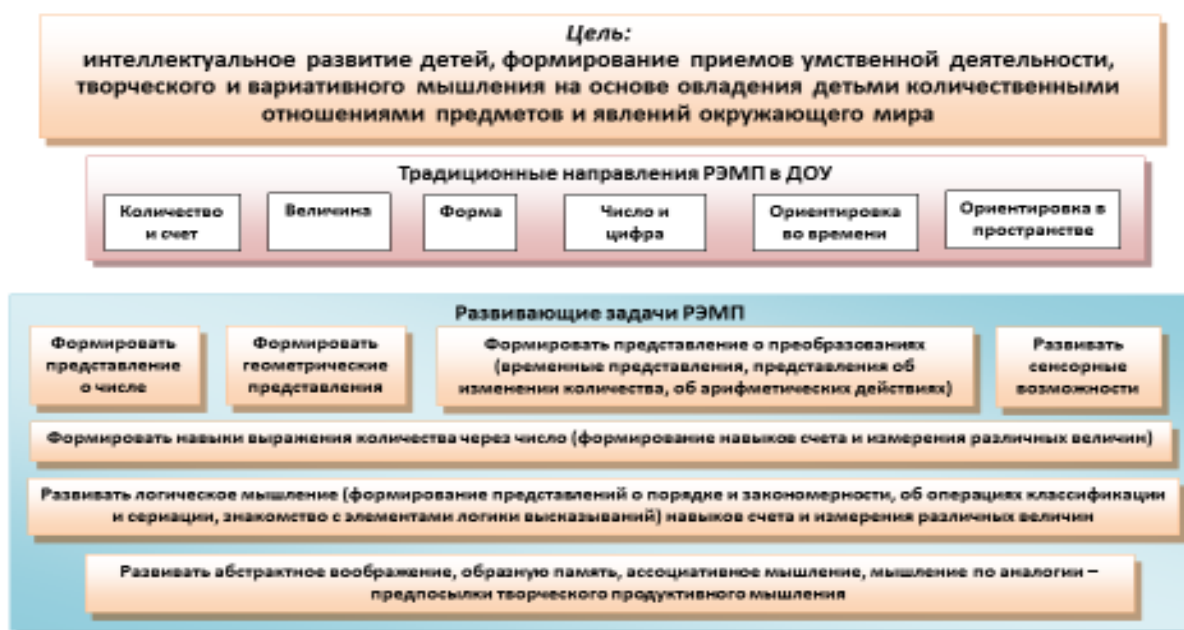 Цель:
интеллектуальное развитие детей, формирование приемов умственной деятельности,
творческого и вариативного мышления на основе овладения детьми количественными
отношениями предметов и явлений окружающего мира
Традиционные направления РЭМП в ДОУ
Количество
и счет
Величина
Форма
Число и
цифра
Ориентировка
во времени
Ориентировка в
пространстве
Развивающие задачи РЭМП
Формировать
представление
о числе
Формировать
геометрические
представления
Формировать представление о преобразованиях
(временные представления, представления об
изменении количества, об арифметических действиях)
Развивать
сенсорные
возможности
Формировать навыки выражения количества через число (формирование навыков счета и измерения различных величин)
Развивать логическое мышление (формирование представлений о порядке и закономерности, об операциях классификации
и сериации, знакомство с элементами логики высказываний) навыков счета и измерения различных величин
Развивать абстрактное воображение, образную память, ассоциативное мышление, мышление по аналогии –
предпосылки творческого продуктивного мышления